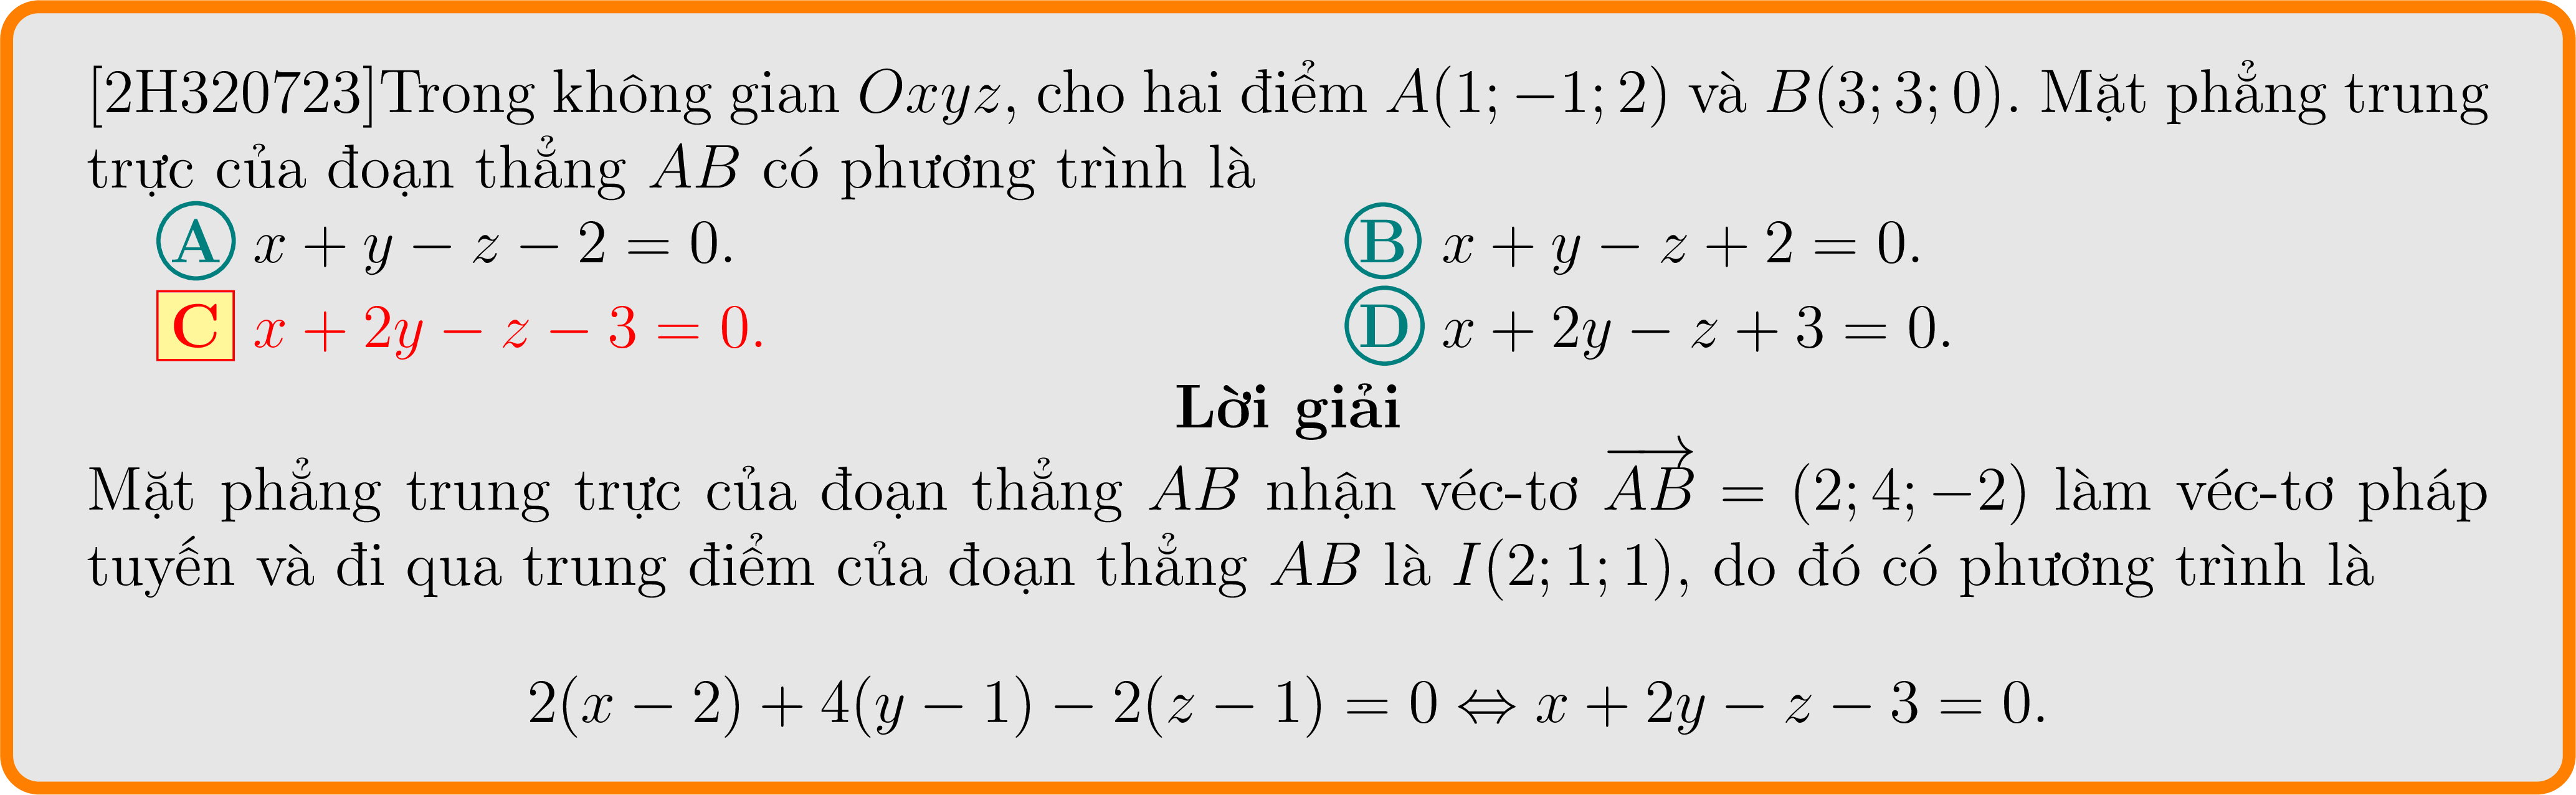 [2H320723]Trong không gian Oxyz, cho hai điểm A(1; −1; 2) và B(3; 3; 0). Mặt phẳng trung
trực của đoạn thẳng AB có phương trình là
A x + y − z − 2 = 0. B x + y − z + 2 = 0.
C x + 2y − z − 3 = 0. D x + 2y − z + 3 = 0.
Lời giải
Mặt phẳng trung trực của đoạn thẳng AB nhận véc-tơ \overrightarrow{AB} = (2; 4; −2) làm véc-tơ pháp
tuyến và đi qua trung điểm của đoạn thẳng AB là I(2; 1; 1), do đó có phương trình là
2(x − 2) + 4(y − 1) − 2(z − 1) = 0 ⇔ x + 2y − z − 3 = 0.